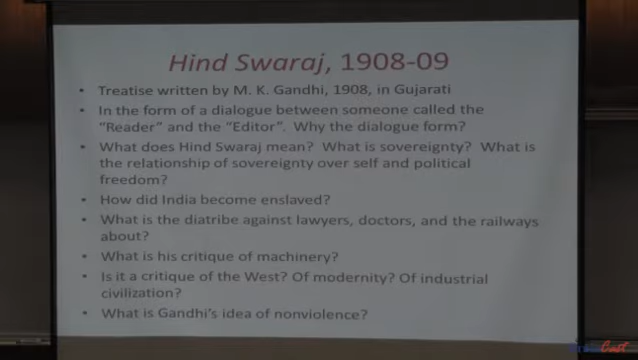 Hind Swaraj, 1908-09
• Treatise written by M. K. Gandhi, 1908, in Gujarati
• In the form of a dialogue between someone called the
"Reader" and the "Editor". Why the dialogue form?
• What does Hind Swaraj mean? What is sovereignty? What is
the relationship of sovereignty over self and political
freedom?
• How did India become enslaved?
• What is the diatribe against lawyers, doctors, and the railways
about?
• What is his critique of machinery?
• Is it a critique of the West? Of modernity? Of industrial
civilization?
• What is Gandhi's idea of nonviolence?